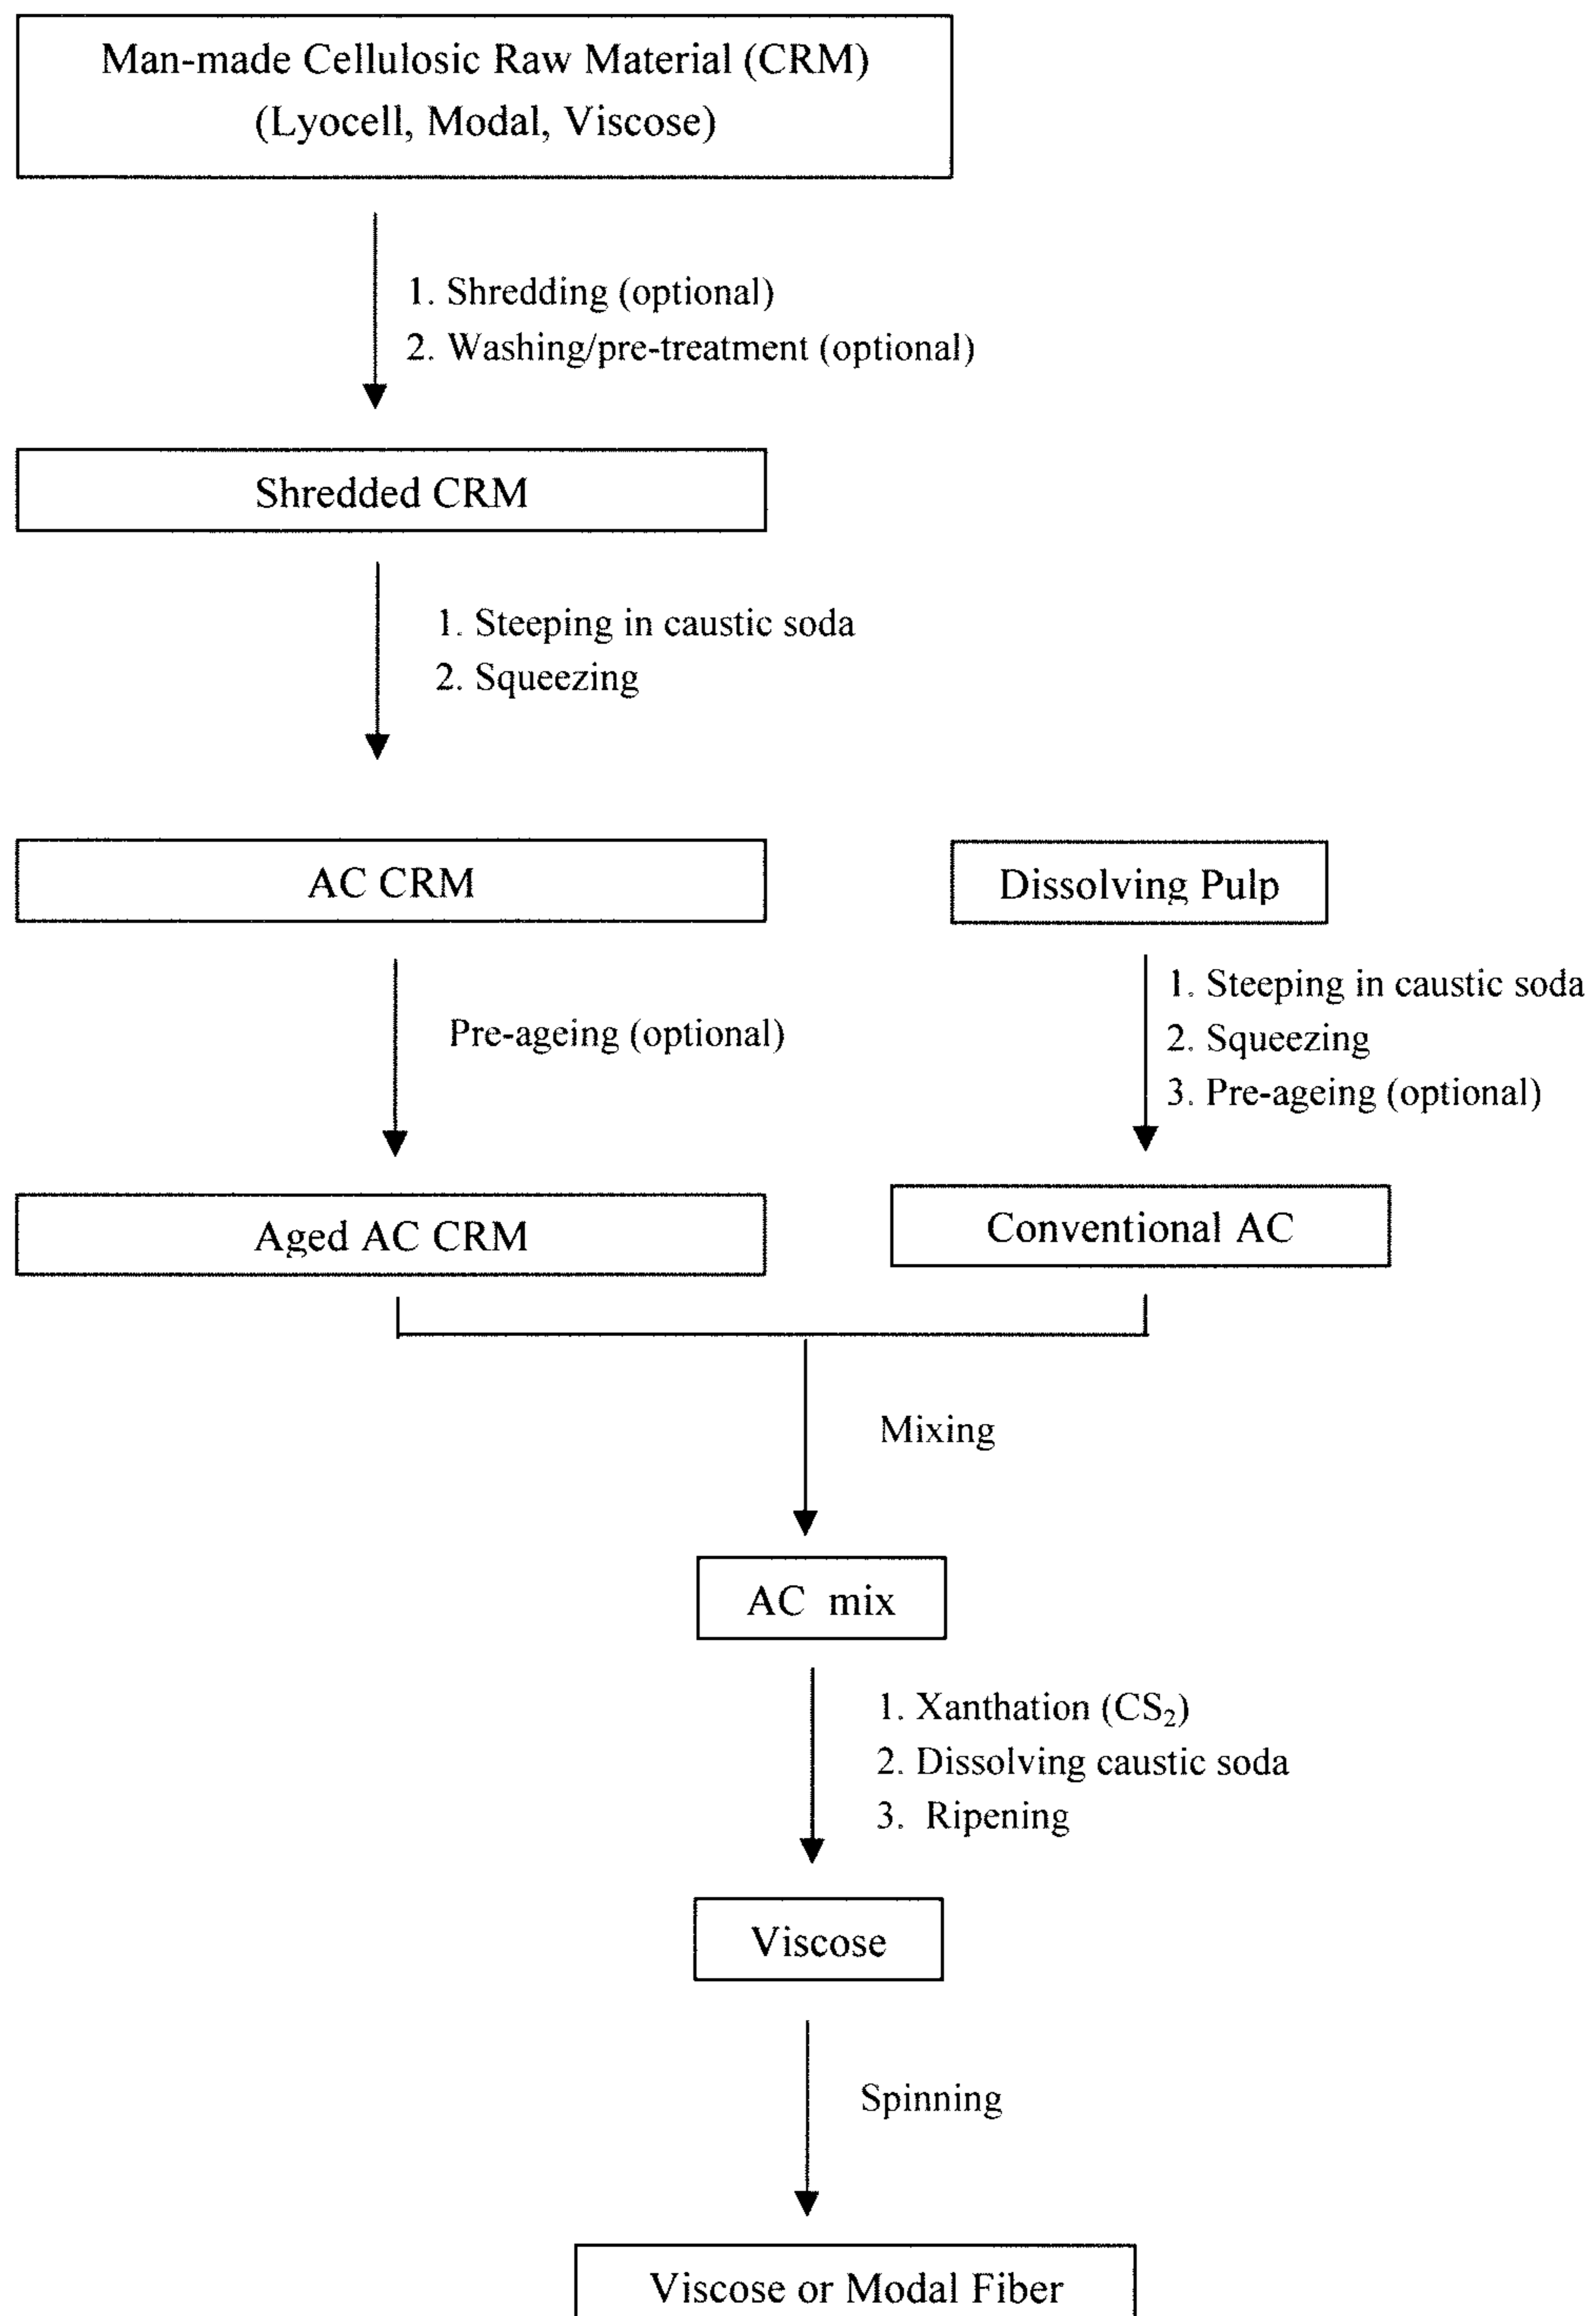 Man-made Cellulosic Raw Material (CRM)
(Lyocell, Modal, Viscose)
1. Shredding (optional)
2. Washing/pre-treatment (optional)
Shredded CRM
1. Steeping in caustic soda
2. Squeezing
AC CRM
Dissolving Pulp
Pre-ageing (optional)
1. Steeping in caustic soda
2. Squeezing
3. Pre-ageing (optional)
Aged AC CRM
Conventional AC
Mixing
AC mix
1. Xanthation (CS₂)
2. Dissolving caustic soda
3. Ripening
Viscose
Spinning
Viscose or Modal Fiber